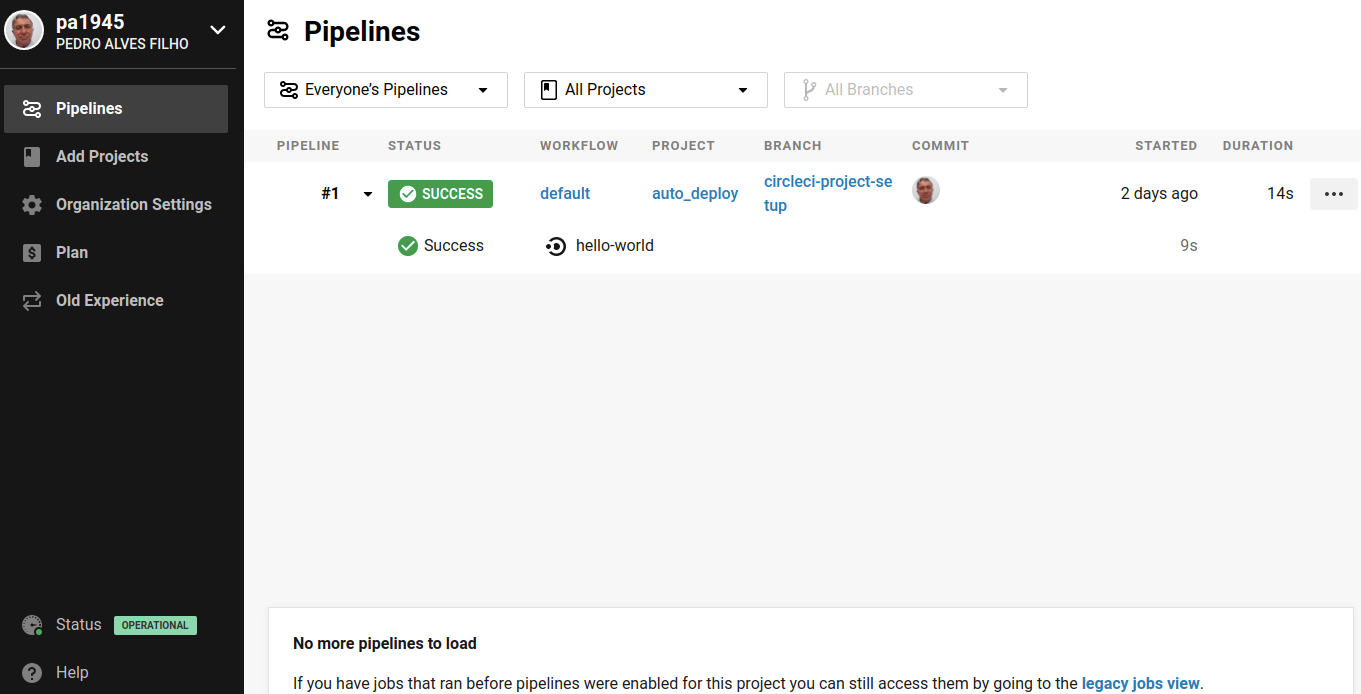 pa1945
PEDRO ALVES FILHO
Pipelines
Add Projects
Organization Settings
Plan
Old Experience
Status OPERATIONAL
Help
Pipelines
Everyone’s Pipelines All Projects All Branches
PIPELINE STATUS WORKFLOW PROJECT BRANCH COMMIT STARTED DURATION
#1 SUCCESS default auto_deploy circleci-project-se 2 days ago 14s
tup
Success hello-world 9s
No more pipelines to load
If you have jobs that ran before pipelines were enabled for this project you can still access them by going to the legacy jobs view.